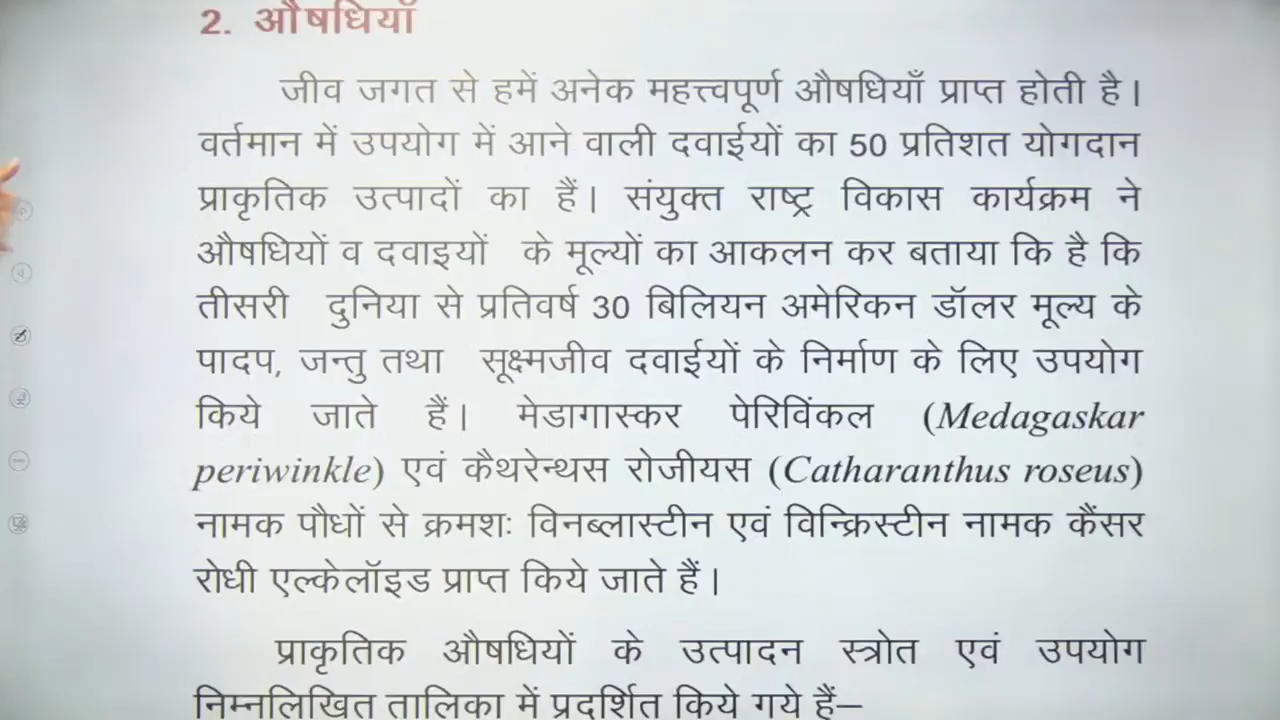 2. औषधियाँ
जीव जगत से हमें अनेक महत्त्वपूर्ण औषधियाँ प्राप्त होती है।
वर्तमान में उपयोग में आने वाली दवाईयों का 50 प्रतिशत योगदान
प्राकृतिक उत्पादों का हैं। संयुक्त राष्ट्र विकास कार्यक्रम ने
औषधियों व दवाइयों के मूल्यों का आकलन कर बताया कि है कि
तीसरी दुनिया से प्रतिवर्ष 30 बिलियन अमेरिकन डॉलर मूल्य के
पादप, जन्तु तथा सूक्ष्मजीव दवाईयों के निर्माण के लिए उपयोग
किये जाते हैं। मेडागास्कर पेरिविंकल (Medagaskar
periwinkle) एवं कैथरेन्थस रोजीयस (Catharanthus roseus)
नामक पौधों से क्रमशः विनब्लास्टीन एवं विन्क्रिस्टीन नामक कैंसर
रोधी एल्केलॉइड प्राप्त किये जाते हैं।
प्राकृतिक औषधियों के उत्पादन स्त्रोत एवं उपयोग
निम्नलिखित तालिका में प्रदर्शित किये गये हैं–